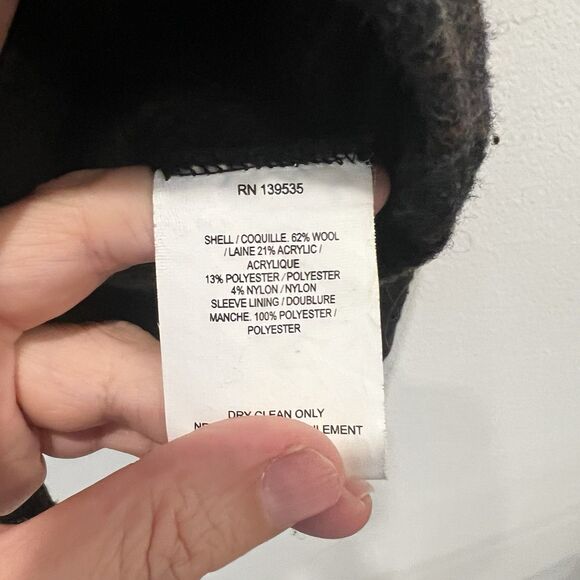 RN 139535
SHELL / COQUILLE. 62% WOOL
/ LAINE 21% ACRYLIC /
ACRYLIQUE
13% POLYESTER / POLYESTER
4% NYLON / NYLON
SLEEVE LINING / DOUBLURE
MANCHE. 100% POLYESTER /
POLYESTER
DRY CLEAN ONLY